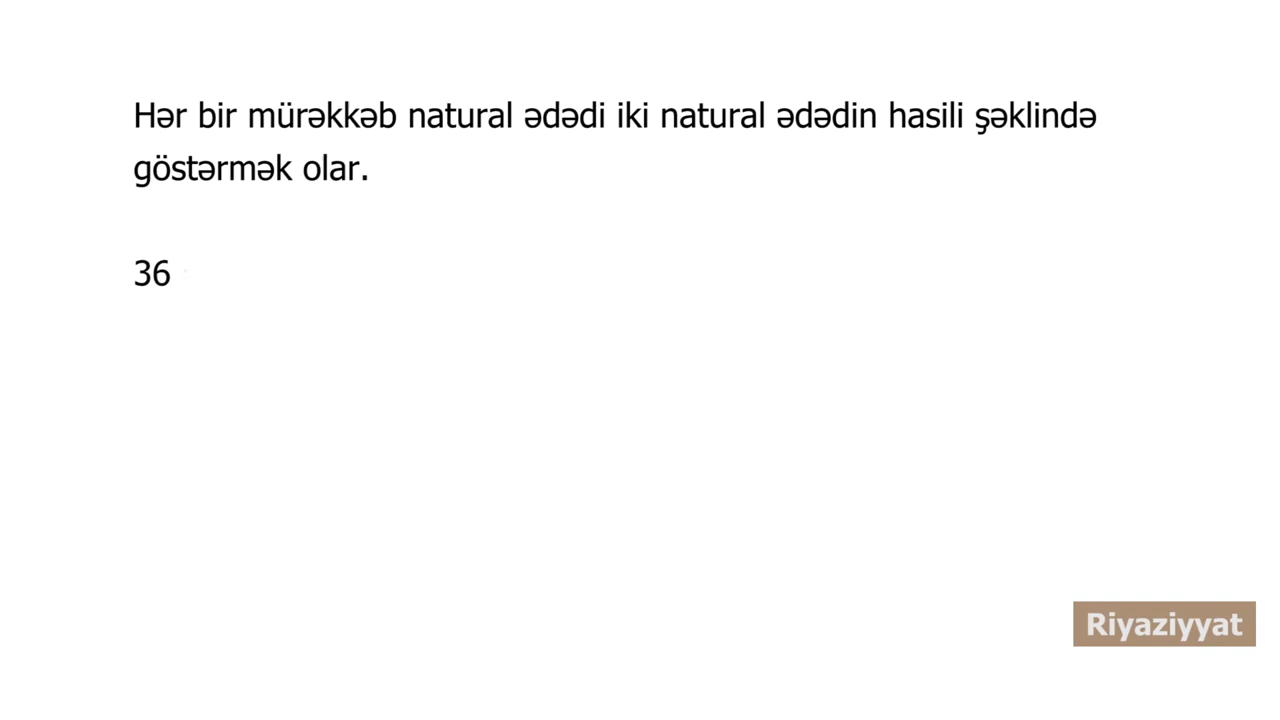 Hər bir mürəkkəb natural ədədi iki natural ədədin hasili şəklində
göstərmək olar.
36
Riyaziyyat